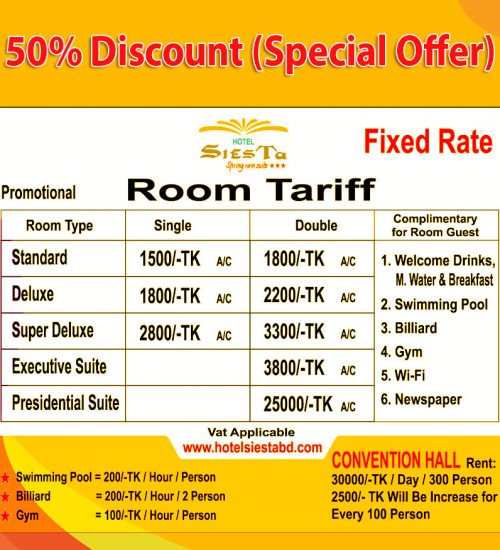 50% Discount (Special Offer)
HOTEL
SIESTa
Spring rain suite ★★★
Fixed Rate
Promotional Room Tariff
Room Type Single Double Complimentary for Room Guest
Standard 1500/-TK A/C 1800/-TK A/C
Deluxe 1800/-TK A/C 2200/-TK A/C
Super Deluxe 2800/-TK A/C 3300/-TK A/C
Executive Suite 3800/-TK A/C
Presidential Suite 25000/-TK A/C
1. Welcome Drinks,
M. Water & Breakfast
2. Swimming Pool
3. Billiard
4. Gym
5. Wi-Fi
6. Newspaper
Vat Applicable
www.hotelsiestabd.com
★ Swimming Pool = 200/-TK / Hour / Person
★ Billiard = 200/-TK / Hour / 2 Person
★ Gym = 100/-TK / Hour / Person
CONVENTION HALL Rent:
30000/-TK / Day / 300 Person
2500/- TK Will Be Increase for
Every 100 Person